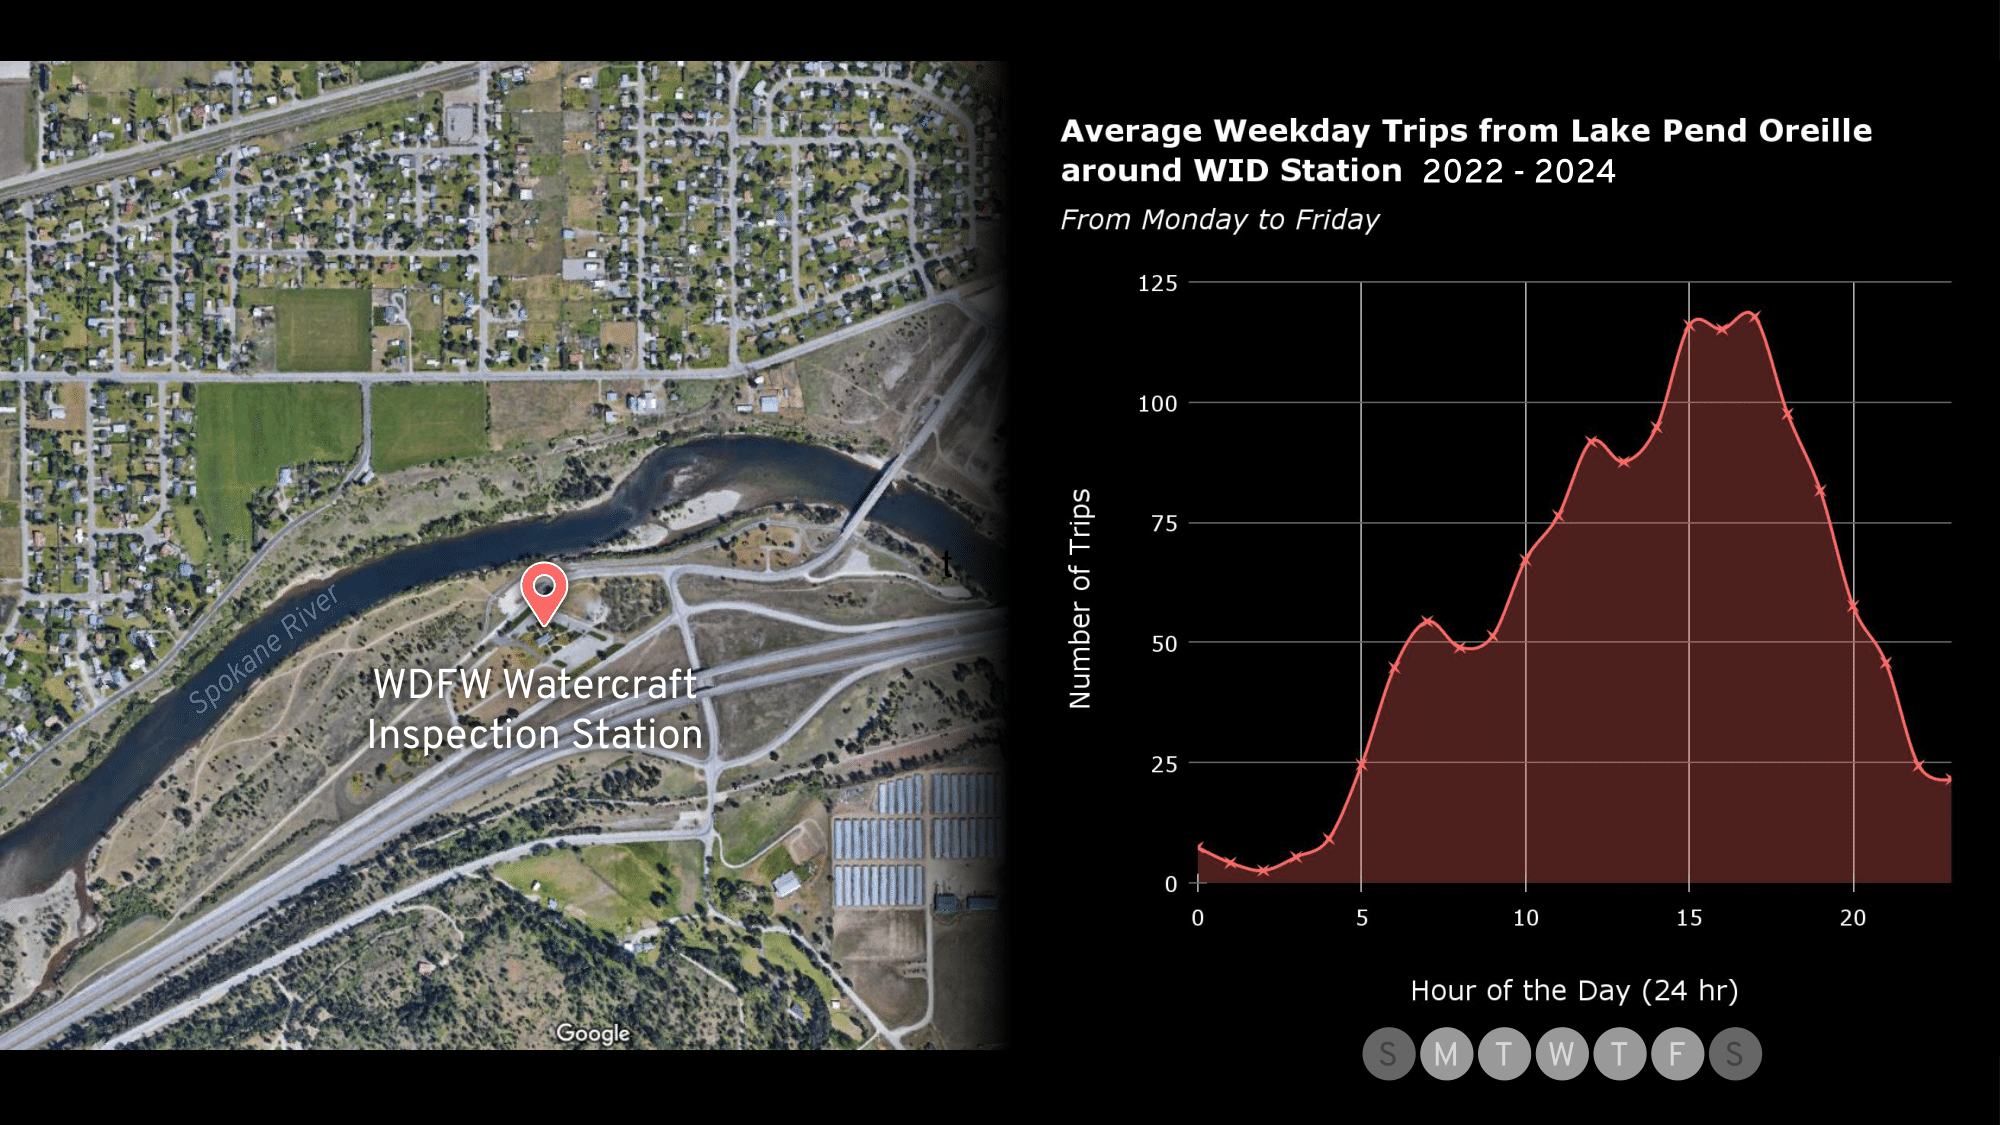 Average Weekday Trips from Lake Pend Oreille
around WID Station 2022 - 2024
From Monday to Friday
125
100
75
50
25
0
Number of Trips
0 5 10 15 20
Hour of the Day (24 hr)
S M T W T F S
t
Spokane River
WDFW Watercraft
Inspection Station
Google